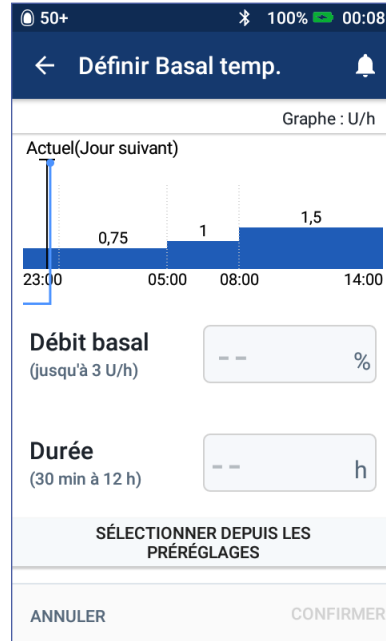 50+ 100% 00:08
Définir Basal temp.
Graphe : U/h
Actuel(Jour suivant)
0,75 1 1,5
23:00 05:00 08:00 14:00
Débit basal
(jusqu'à 3 U/h)
-- %
Durée
(30 min à 12 h)
-- h
SÉLECTIONNER DEPUIS LES
PRÉRÉGLAGES
ANNULER CONFIRMER